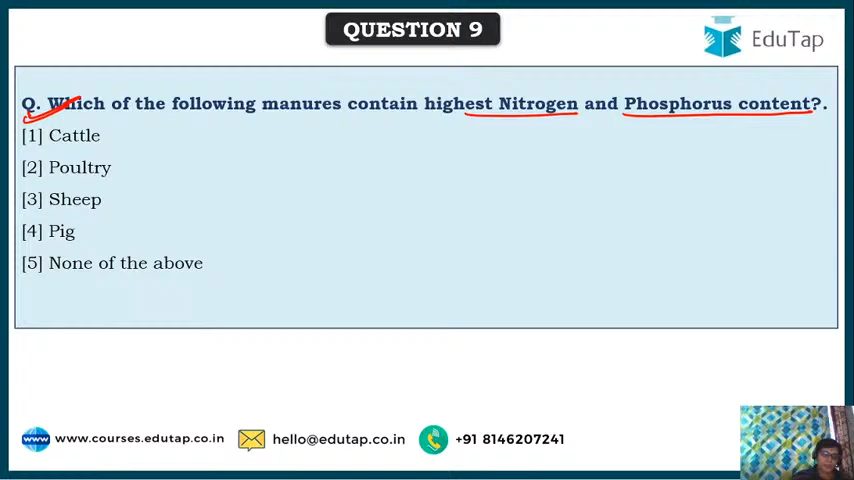 QUESTION 9
EduTap
Q. Which of the following manures contain highest Nitrogen and Phosphorus content?.
[1] Cattle
[2] Poultry
[3] Sheep
[4] Pig
[5] None of the above
www www.courses.edutap.co.in hello@edutap.co.in +91 8146207241